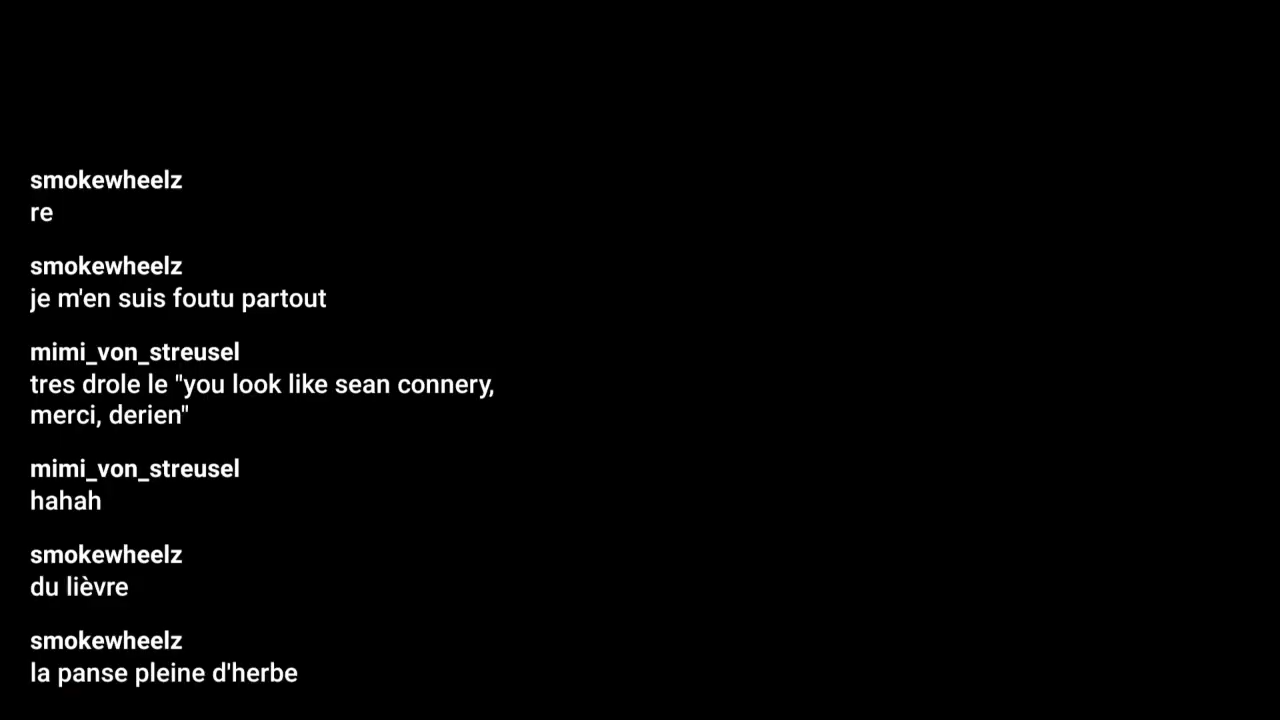 smokewheelz
re
smokewheelz
je m'en suis foutu partout
mimi_von_streusel
tres drole le "you look like sean connery,
merci, derien"
mimi_von_streusel
hahah
smokewheelz
du lièvre
smokewheelz
la panse pleine d'herbe